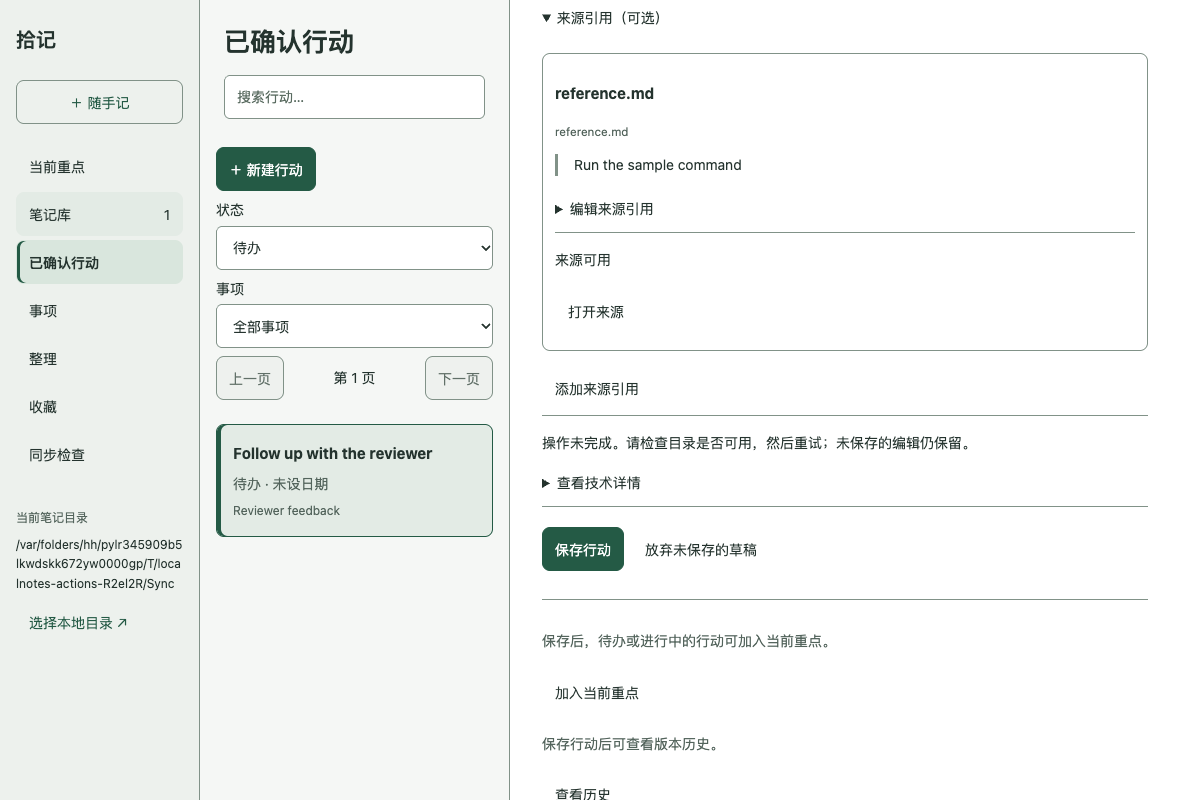 拾记
＋ 随手记
当前重点
笔记库 1
已确认行动
事项
整理
收藏
同步检查
当前笔记目录
/var/folders/hh/pylr345909b5
lkwdskk672yw0000gp/T/loca
lnotes-actions-R2eI2R/Sync
选择本地目录 ↗
已确认行动
搜索行动...
＋ 新建行动
状态
待办
事项
全部事项
上一页 第 1 页 下一页
Follow up with the reviewer
待办 · 未设日期
Reviewer feedback
▼ 来源引用（可选）
reference.md
reference.md
Run the sample command
▶ 编辑来源引用
来源可用
打开来源
添加来源引用
操作未完成。请检查目录是否可用，然后重试；未保存的编辑仍保留。
▶ 查看技术详情
保存行动 放弃未保存的草稿
保存后，待办或进行中的行动可加入当前重点。
加入当前重点
保存行动后可查看版本历史。
查看历史